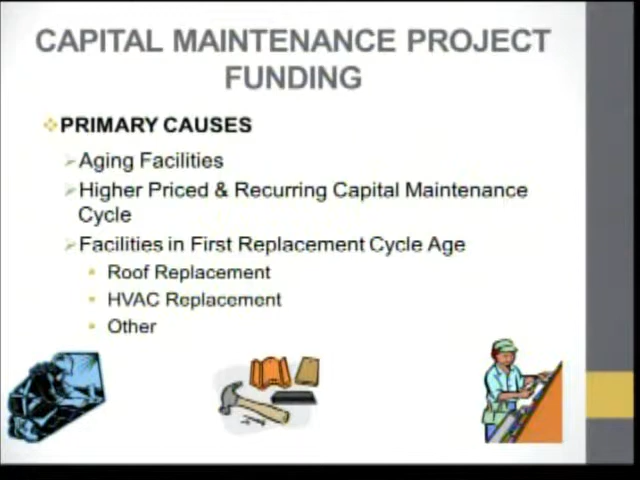 CAPITAL MAINTENANCE PROJECT
FUNDING
PRIMARY CAUSES
Aging Facilities
Higher Priced & Recurring Capital Maintenance
Cycle
Facilities in First Replacement Cycle Age
Roof Replacement
HVAC Replacement
Other